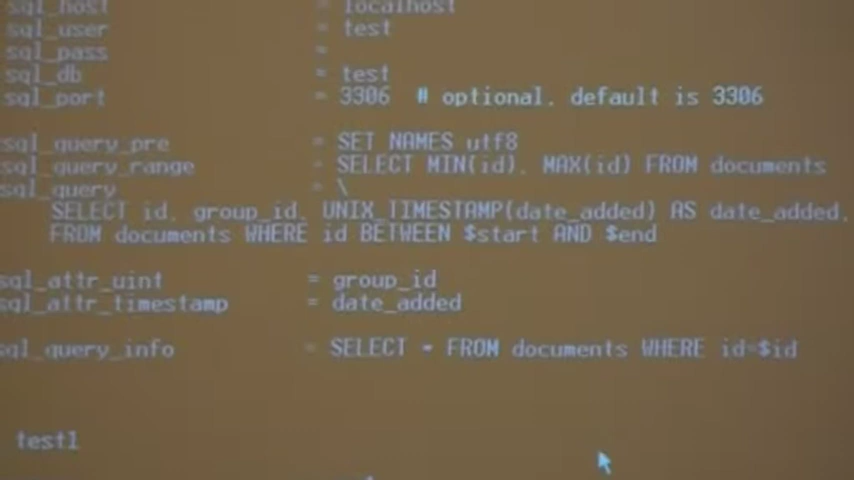 sql_host = localhost
sql_user = test
sql_pass =
sql_db = test
sql_port = 3306 # optional, default is 3306
sql_query_pre = SET NAMES utf8
sql_query_range = SELECT MIN(id), MAX(id) FROM documents
sql_query = \
SELECT id, group_id, UNIX_TIMESTAMP(date_added) AS date_added,
FROM documents WHERE id BETWEEN $start AND $end
sql_attr_uint = group_id
sql_attr_timestamp = date_added
sql_query_info = SELECT * FROM documents WHERE id=$id
test1